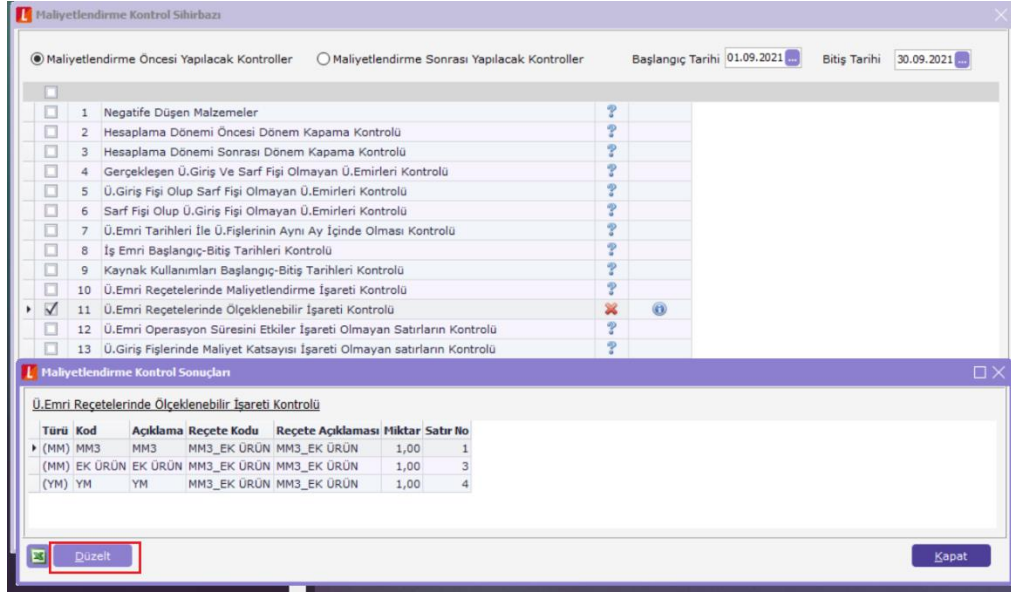 Maliyetlendirme Kontrol Sihirbazı
Maliyetlendirme Öncesi Yapılacak Kontroller Maliyetlendirme Sonrası Yapılacak Kontroller Başlangıç Tarihi 01.09.2021 ... Bitiş Tarihi 30.09.2021 ...
1 Negatife Düşen Malzemeler ?
2 Hesaplama Dönemi Öncesi Dönem Kapama Kontrolü ?
3 Hesaplama Dönemi Sonrası Dönem Kapama Kontrolü ?
4 Gerçekleşen Ü.Giriş Ve Sarf Fişi Olmayan Ü.Emirleri Kontrolü ?
5 Ü.Giriş Fişi Olup Sarf Fişi Olmayan Ü.Emirleri Kontrolü ?
6 Sarf Fişi Olup Ü.Giriş Fişi Olmayan Ü.Emirleri Kontrolü ?
7 Ü.Emri Tarihleri İle Ü.Fişlerinin Aynı Ay İçinde Olması Kontrolü ?
8 İş Emri Başlangıç-Bitiş Tarihleri Kontrolü ?
9 Kaynak Kullanımları Başlangıç-Bitiş Tarihleri Kontrolü ?
10 Ü.Emri Reçetelerinde Maliyetlendirme İşareti Kontrolü ?
11 Ü.Emri Reçetelerinde Ölçeklenebilir İşareti Kontrolü
12 Ü.Emri Operasyon Süresini Etkiler İşareti Olmayan Satırların Kontrolü ?
13 Ü.Giriş Fişlerinde Maliyet Katsayısı İşareti Olmayan satırların Kontrolü ?
Maliyetlendirme Kontrol Sonuçları
Ü.Emri Reçetelerinde Ölçeklenebilir İşareti Kontrolü
Türü Kod Açıklama Reçete Kodu Reçete Açıklaması Miktar Satır No
(MM) MM3 MM3 MM3_EK ÜRÜN MM3_EK ÜRÜN 1,00 1
(MM) EK ÜRÜN EK ÜRÜN MM3_EK ÜRÜN MM3_EK ÜRÜN 1,00 3
(YM) YM YM MM3_EK ÜRÜN MM3_EK ÜRÜN 1,00 4
Düzelt Kapat